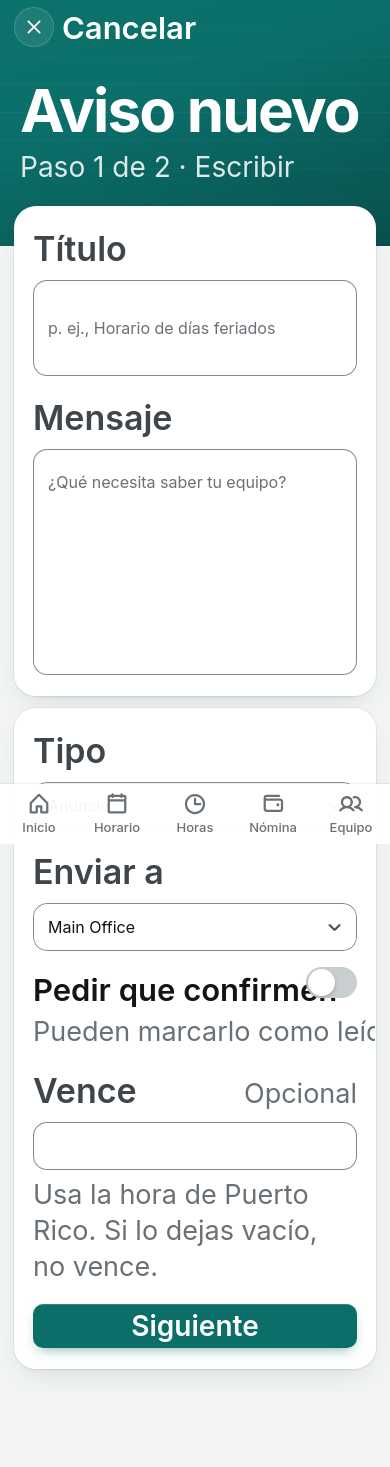 Cancelar
Aviso nuevo
Paso 1 de 2 · Escribir
Título
p. ej., Horario de días feriados
Mensaje
¿Qué necesita saber tu equipo?
Tipo
Inicio
Horario
Horas
Nómina
Equipo
Enviar a
Main Office
Pedir que confirmen
Pueden marcarlo como
Vence
Opcional
Usa la hora de Puerto
Rico. Si lo dejas vacío,
no vence.
Siguiente